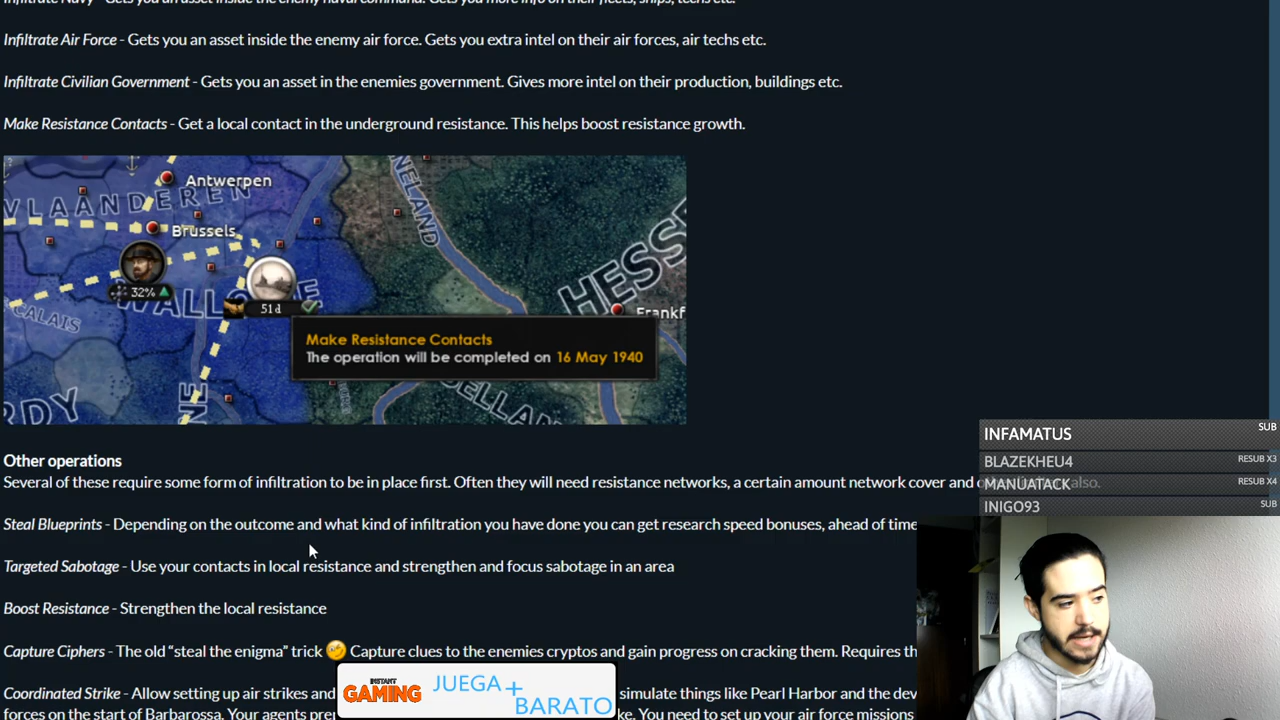 Infiltrate Navy - Gets you an asset inside the enemy naval command. Gets you more info on their fleets, ships, techs etc.
Infiltrate Air Force - Gets you an asset inside the enemy air force. Gets you extra intel on their air forces, air techs etc.
Infiltrate Civilian Government - Gets you an asset in the enemies government. Gives more intel on their production, buildings etc.
Make Resistance Contacts - Get a local contact in the underground resistance. This helps boost resistance growth.
Antwerpen
VLAANDEREN
Brussels
NELAND
HESSE
32%
WALLONIE
51d
CALAIS
Frankf
Make Resistance Contacts
The operation will be completed on 16 May 1940
RDY
NE
SELLAN
Other operations
Several of these require some form of infiltration to be in place first. Often they will need resistance networks, a certain amount network cover and also.
Steal Blueprints - Depending on the outcome and what kind of infiltration you have done you can get research speed bonuses, ahead of time
Targeted Sabotage - Use your contacts in local resistance and strengthen and focus sabotage in an area
Boost Resistance - Strengthen the local resistance
Capture Ciphers - The old “steal the enigma” trick Capture clues to the enemies cryptos and gain progress on cracking them. Requires th
Coordinated Strike - Allow setting up air strikes and simulate things like Pearl Harbor and the dev
forces on the start of Barbarossa. Your agents pre ke. You need to set up your air force missions
INFAMATUS SUB
BLAZEKHEU4 RESUB X3
MANUATACK RESUB X4
INIGO93 SUB
INSTANT GAMING
JUEGA+
BARATO